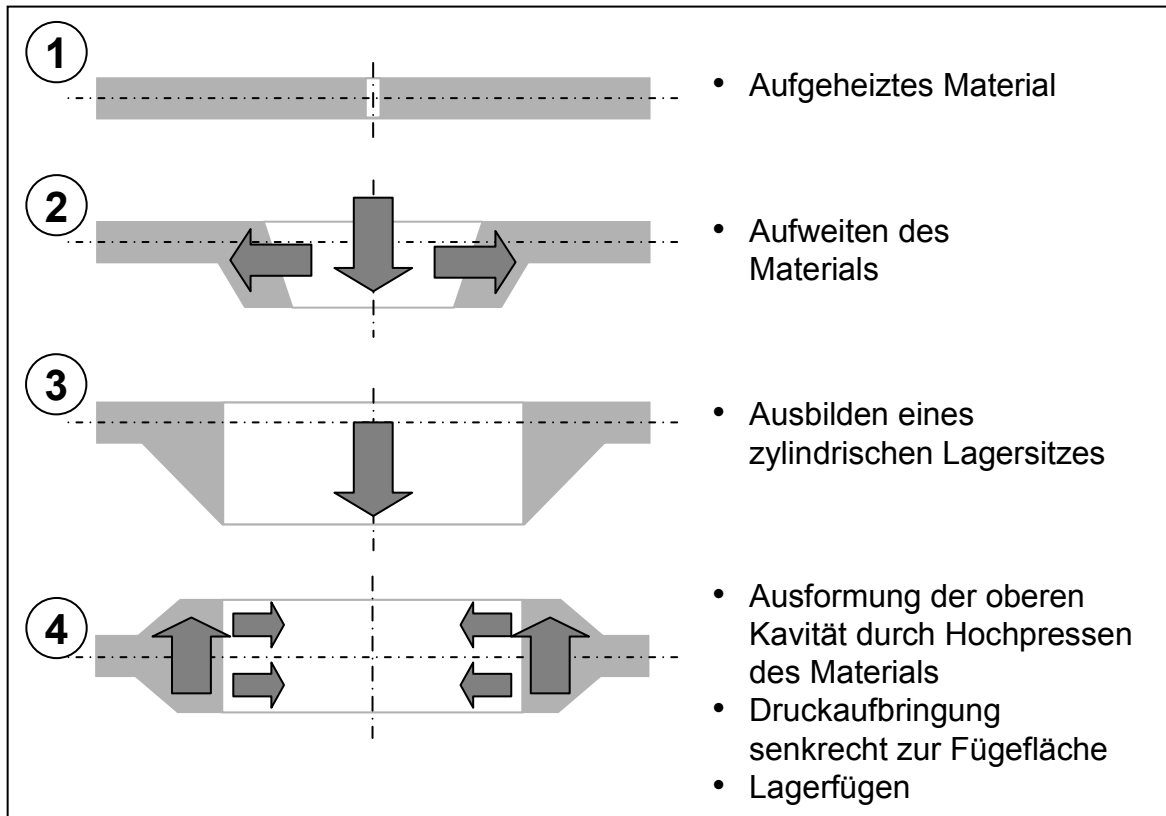 1
• Aufgeheiztes Material
2
• Aufweiten des
Materials
3
• Ausbilden eines
zylindrischen Lagersitzes
4
• Ausformung der oberen
Kavität durch Hochpressen
des Materials
• Druckaufbringung
senkrecht zur Fügefläche
• Lagerfügen